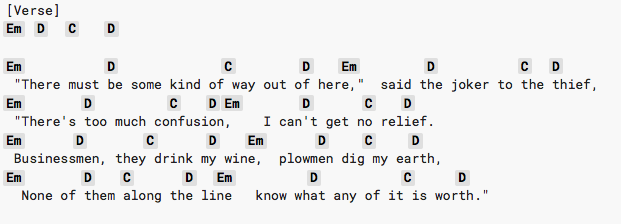 [Verse]
Em D C D
Em D C D Em D C D
"There must be some kind of way out of here," said the joker to the thief,
Em D C D Em D C D
"There's too much confusion, I can't get no relief.
Em D C D Em D C D
Businessmen, they drink my wine, plowmen dig my earth,
Em D C D Em D C D
None of them along the line know what any of it is worth."